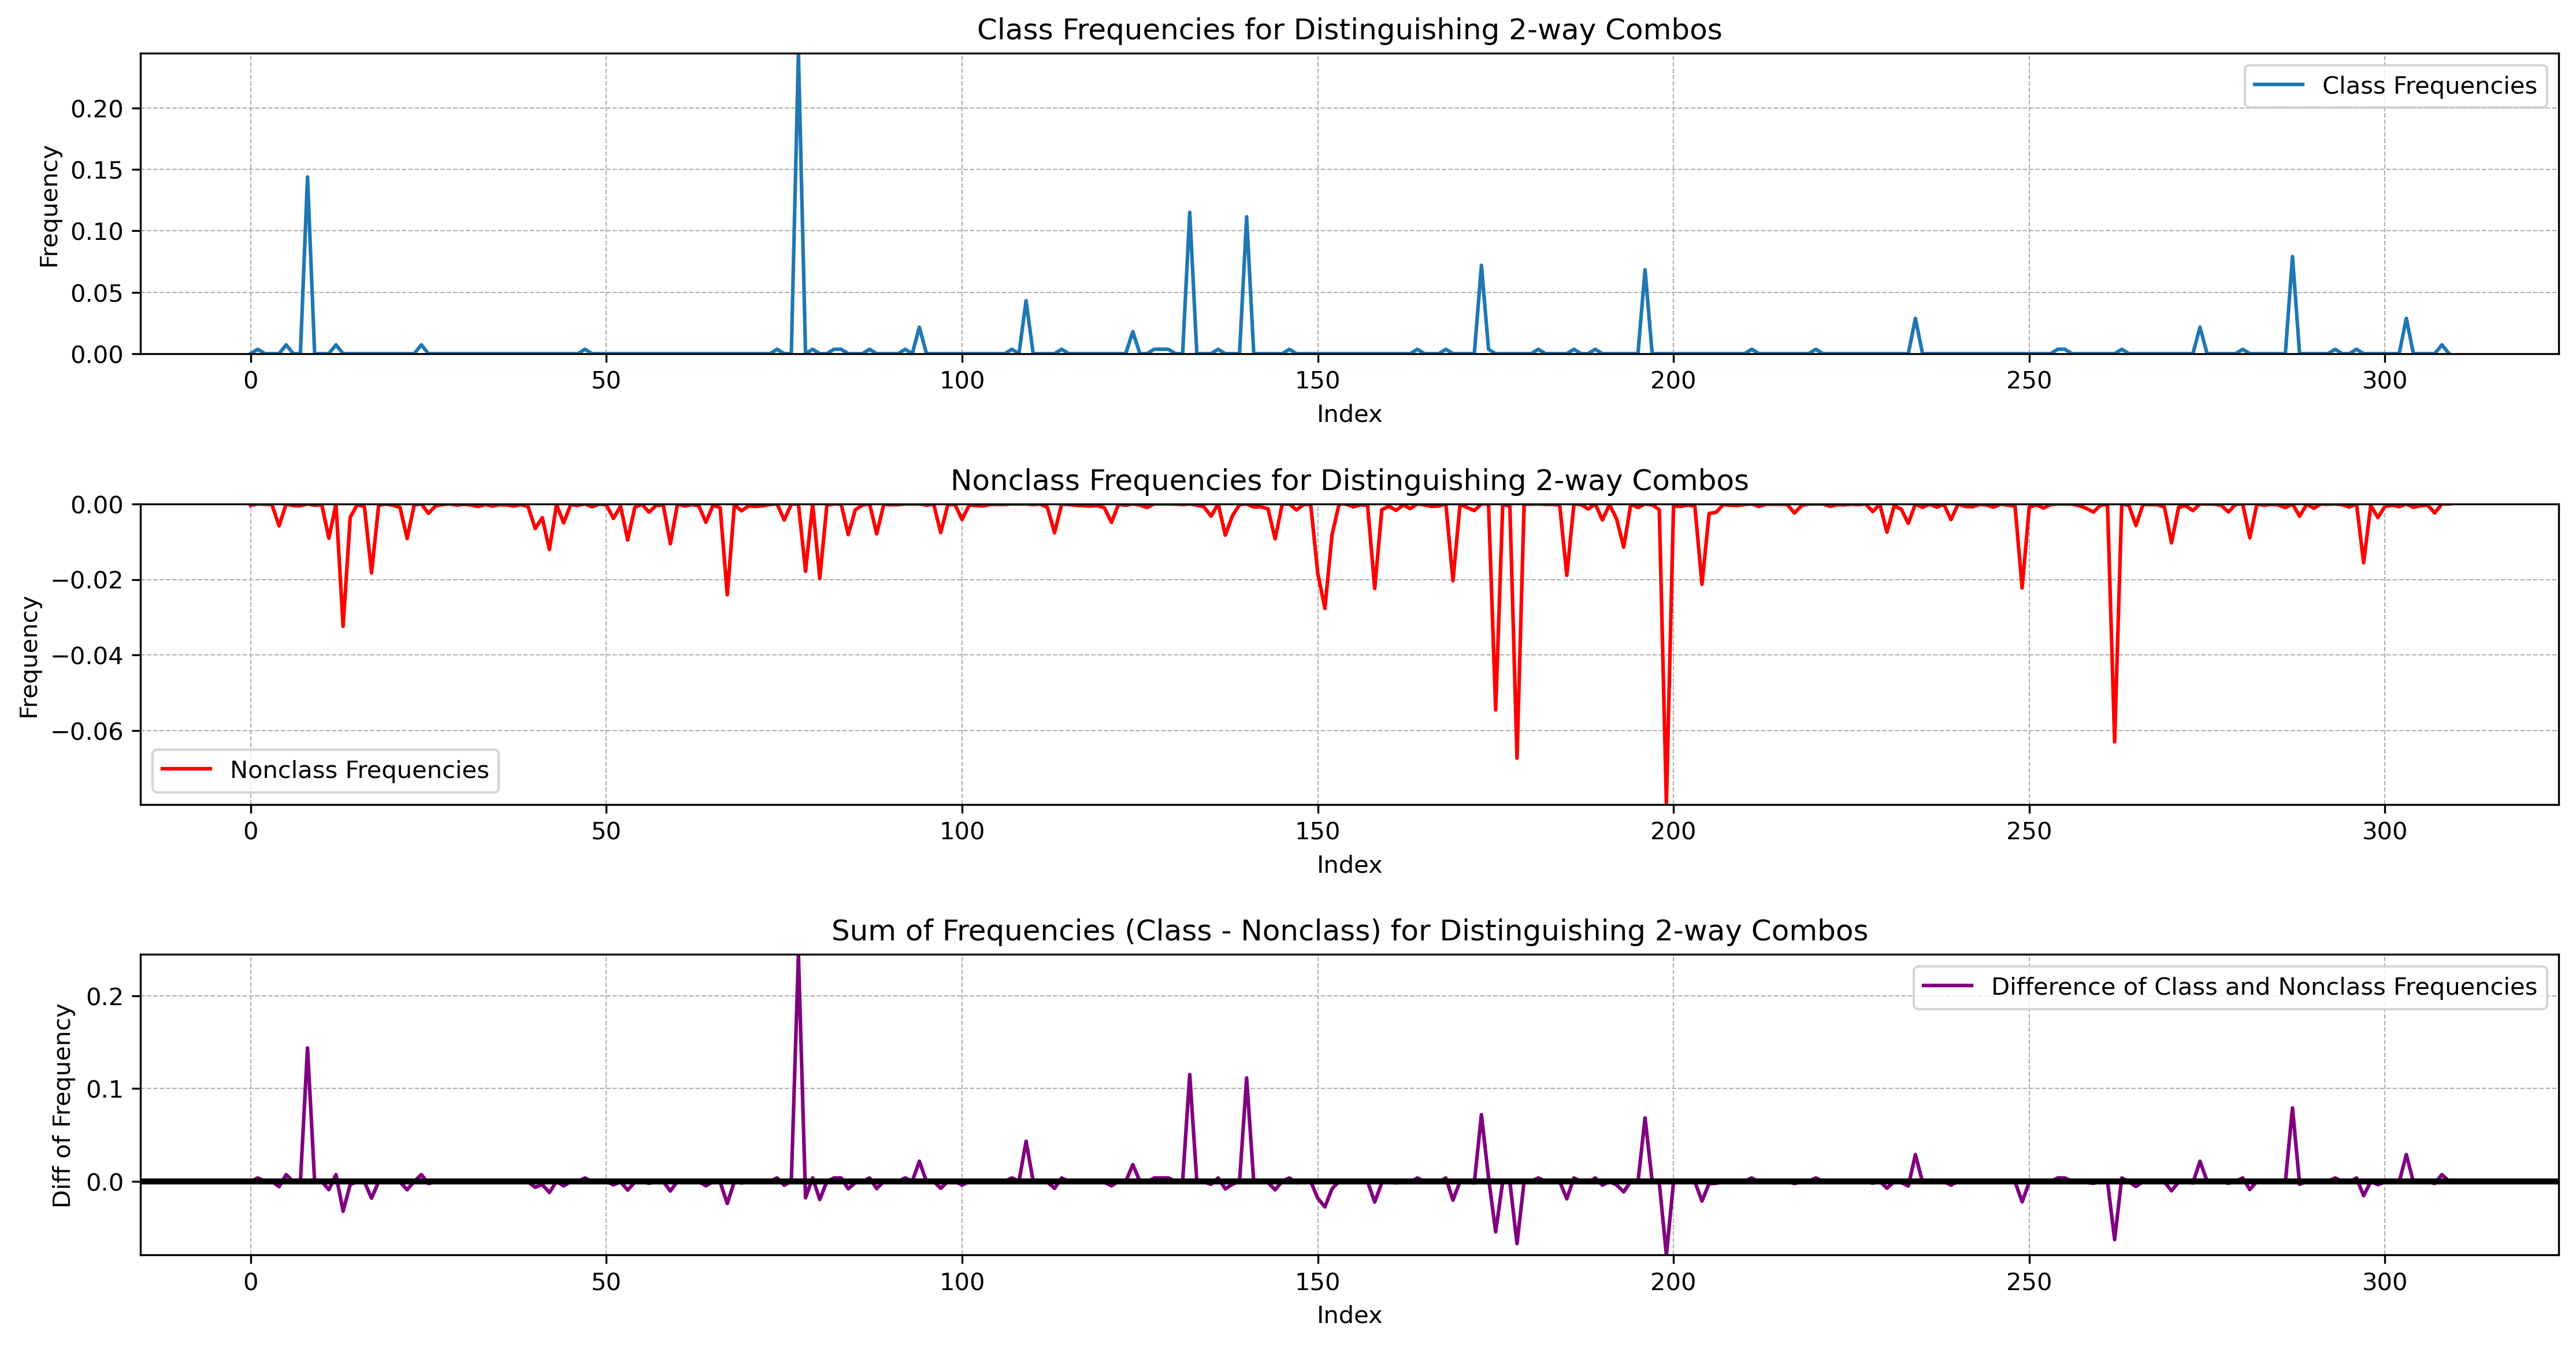 Class Frequencies for Distinguishing 2-way Combos
Class Frequencies
Frequency
0.20
0.15
0.10
0.05
0.00
0 50 100 150 200 250 300
Index
Nonclass Frequencies for Distinguishing 2-way Combos
Frequency
0.00
−0.02
−0.04
−0.06
Nonclass Frequencies
0 50 100 150 200 250 300
Index
Sum of Frequencies (Class - Nonclass) for Distinguishing 2-way Combos
Difference of Class and Nonclass Frequencies
Diff of Frequency
0.2
0.1
0.0
0 50 100 150 200 250 300
Index